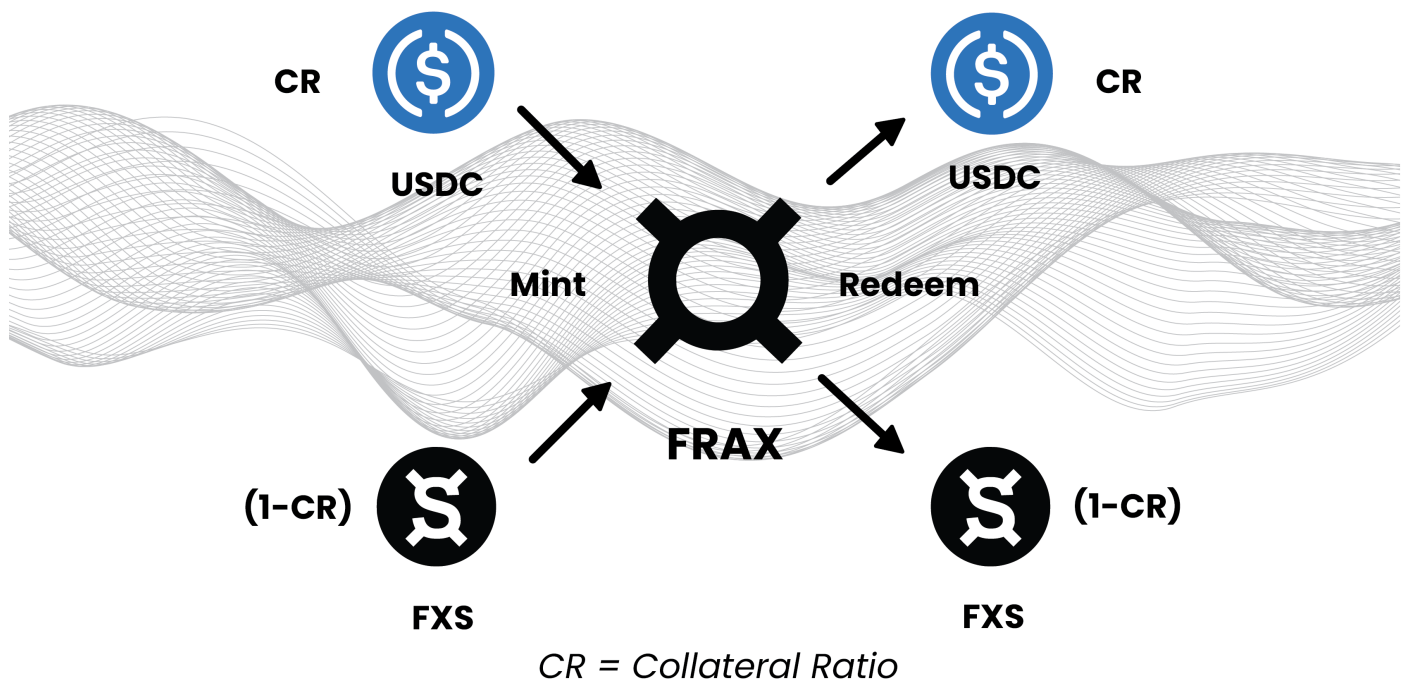 CR
CR
USDC
USDC
Mint
Redeem
FRAX
(1-CR)
(1-CR)
FXS
FXS
CR = Collateral Ratio